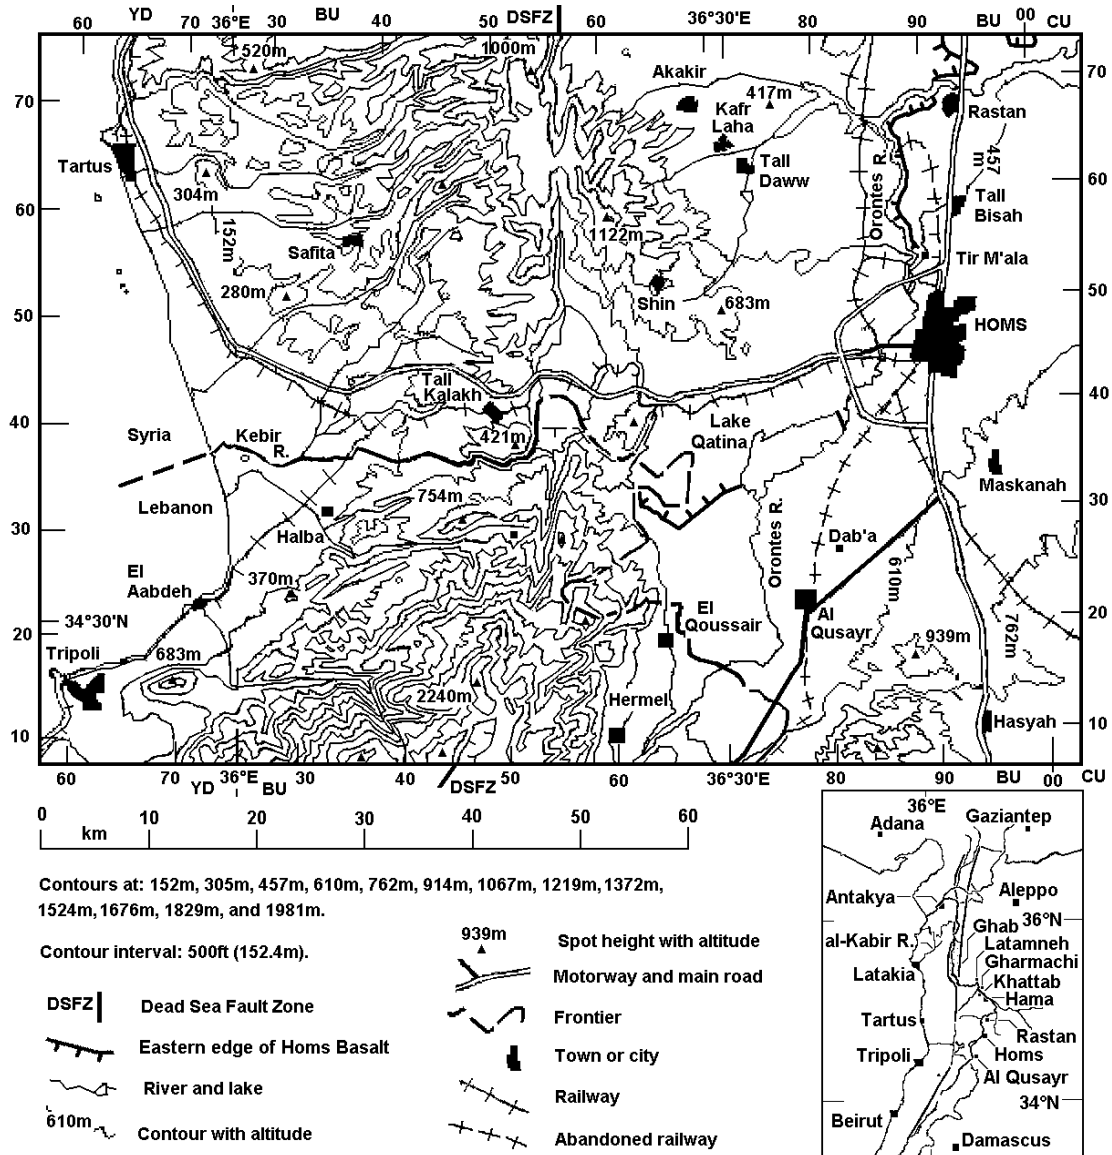 YD BU DSFZ BU CU
60 70 36°E 30 40 50 60 36°30'E 90 00
520m
1000m
Akakir
417m
70
70
Kafr
Laha
Rastan
Tartus
304m
Tall
Daww
Orontes R.
457
m
60
60
152m
Tall
Bisah
1122m
Safita
Tir M'ala
280m
Shin
683m
50
50
HOMS
Tall
Kalakh
40
40
Lake
Qatina
Syria
Kebir
R.
421m
Maskanah
Lebanon
754m
30
30
Halba
Orontes R.
Dab'a
El
Aabdeh
370m
610m
34°30'N
El
Qoussair
Al
Qusayr
20
20
762m
939m
Tripoli
683m
2240m
Hermel
Hasyah
10
10
60 70 36°E 30 40 50 60 36°30'E 80 90 00
YD BU DSFZ BU CU
0 10 20 30 40 50 60
km
Contours at: 152m, 305m, 457m, 610m, 762m, 914m, 1067m, 1219m, 1372m,
1524m, 1676m, 1829m, and 1981m.
Contour interval: 500ft (152.4m).
DSFZ Dead Sea Fault Zone
Eastern edge of Homs Basalt
River and lake
610m Contour with altitude
939m Spot height with altitude
Motorway and main road
Frontier
Town or city
Railway
Abandoned railway
36°E
Adana
Gaziantep
Antakya
Aleppo
36°N
al-Kabir R.
Ghab
Latamneh
Latakia
Gharmachi
Khattab
Hama
Tartus
Rastan
Tripoli
Homs
Al Qusayr
34°N
Beirut
Damascus